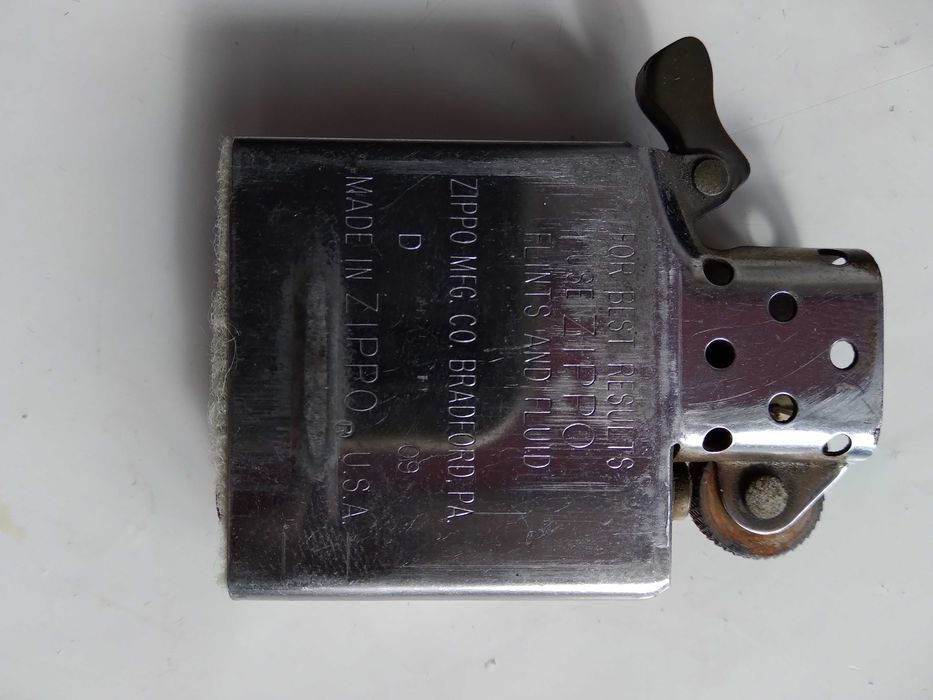 FOR BEST RESULTS
USE ZIPPO
FLINTS AND FLUID
ZIPPO MFG. CO. BRADFORD, PA.
D 09
MADE IN ZIPPO ® U.S.A.